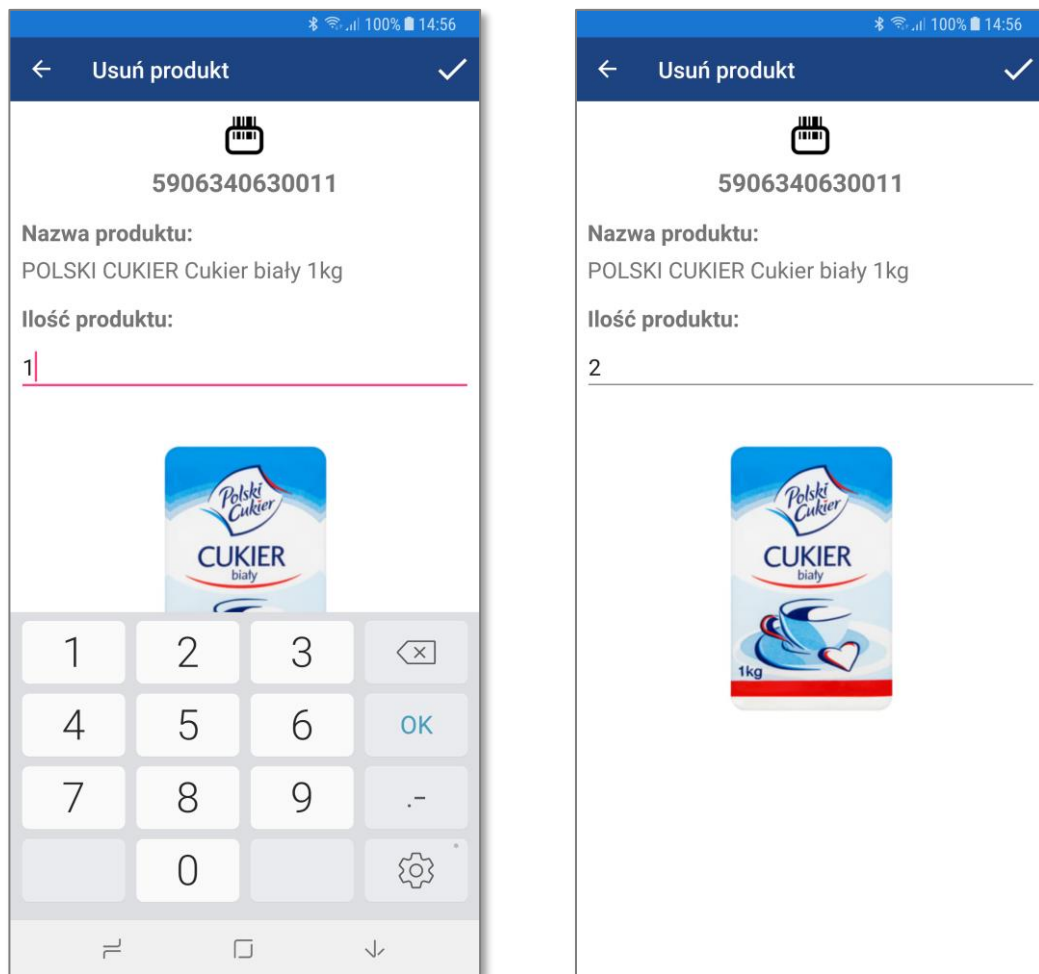 100% 14:56
Usuń produkt
5906340630011
Nazwa produktu:
POLSKI CUKIER Cukier biały 1kg
Ilość produktu:
1
Polski
Cukier
CUKIER
biały
1 2 3
4 5 6 OK
7 8 9 .-
0
100% 14:56
Usuń produkt
5906340630011
Nazwa produktu:
POLSKI CUKIER Cukier biały 1kg
Ilość produktu:
2
Polski
Cukier
CUKIER
biały
1kg